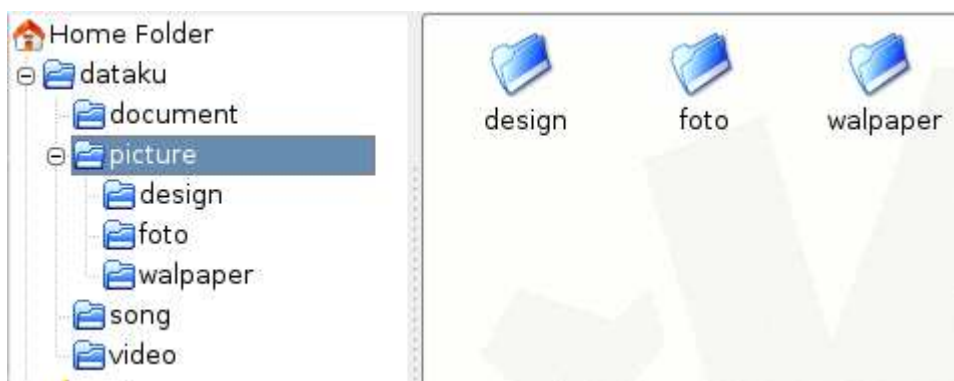 Home Folder
dataku
document
picture
design
foto
walpaper
song
video
design foto walpaper